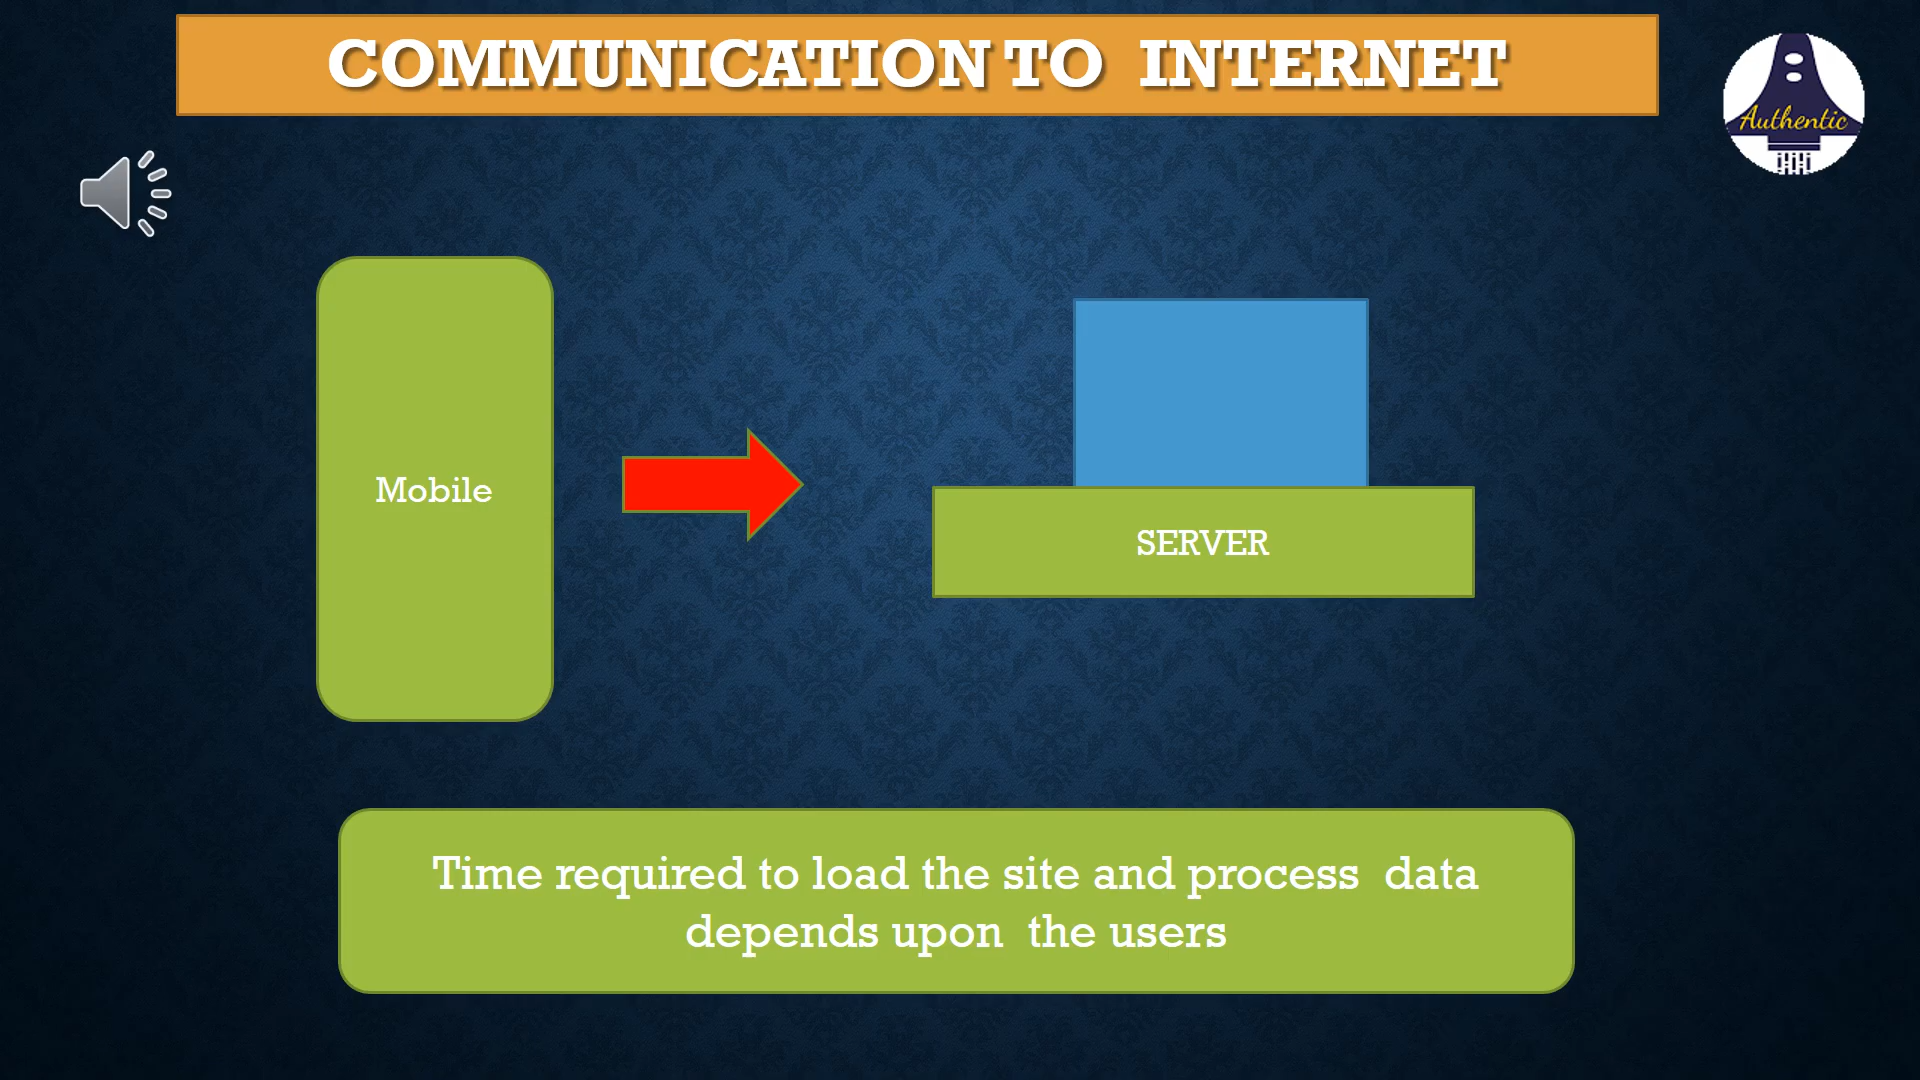 COMMUNICATION TO INTERNET
Authentic
Mobile
SERVER
Time required to load the site and process data
depends upon the users